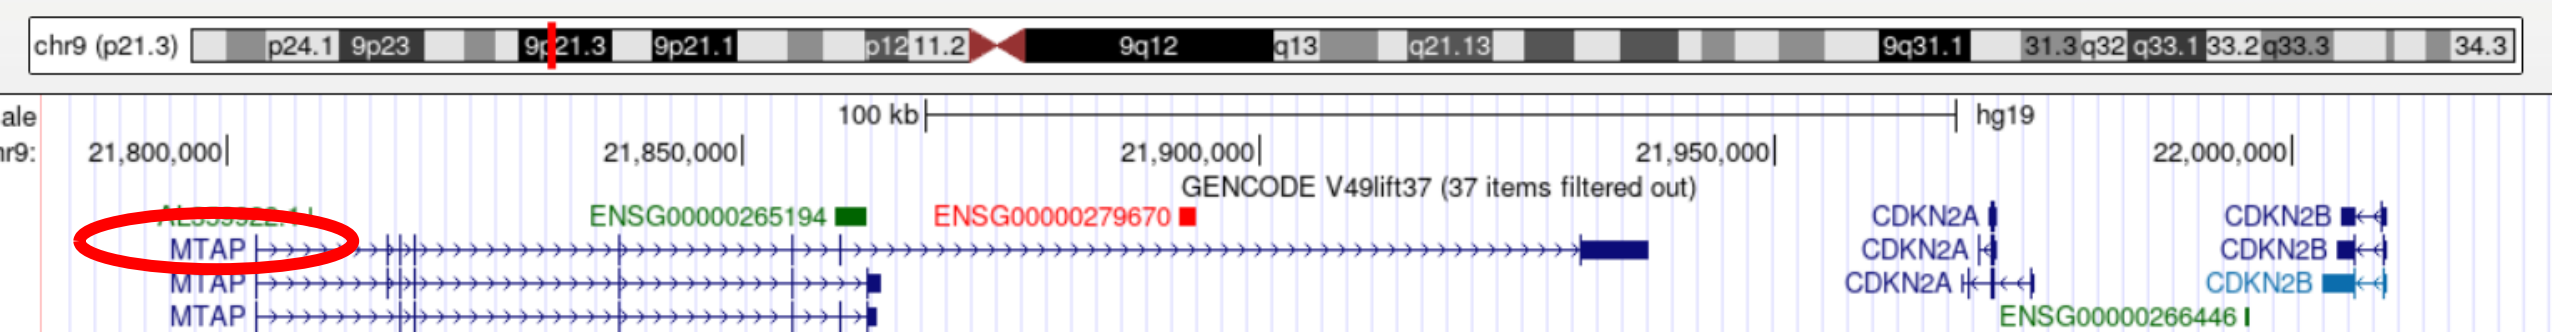 chr9 (p21.3) p24.1 9p23 9p21.3 9p21.1 p12 11.2 9q12 q13 q21.13 9q31.1 31.3 q32 q33.1 33.2 q33.3 34.3
ale 100 kb hg19
r9: 21,800,000 21,850,000 21,900,000 21,950,000 22,000,000
GENCODE V49lift37 (37 items filtered out)
ENSG00000265194 ENSG00000279670 CDKN2A CDKN2B
MTAP CDKN2A CDKN2B
MTAP CDKN2A CDKN2B
MTAP ENSG00000266446